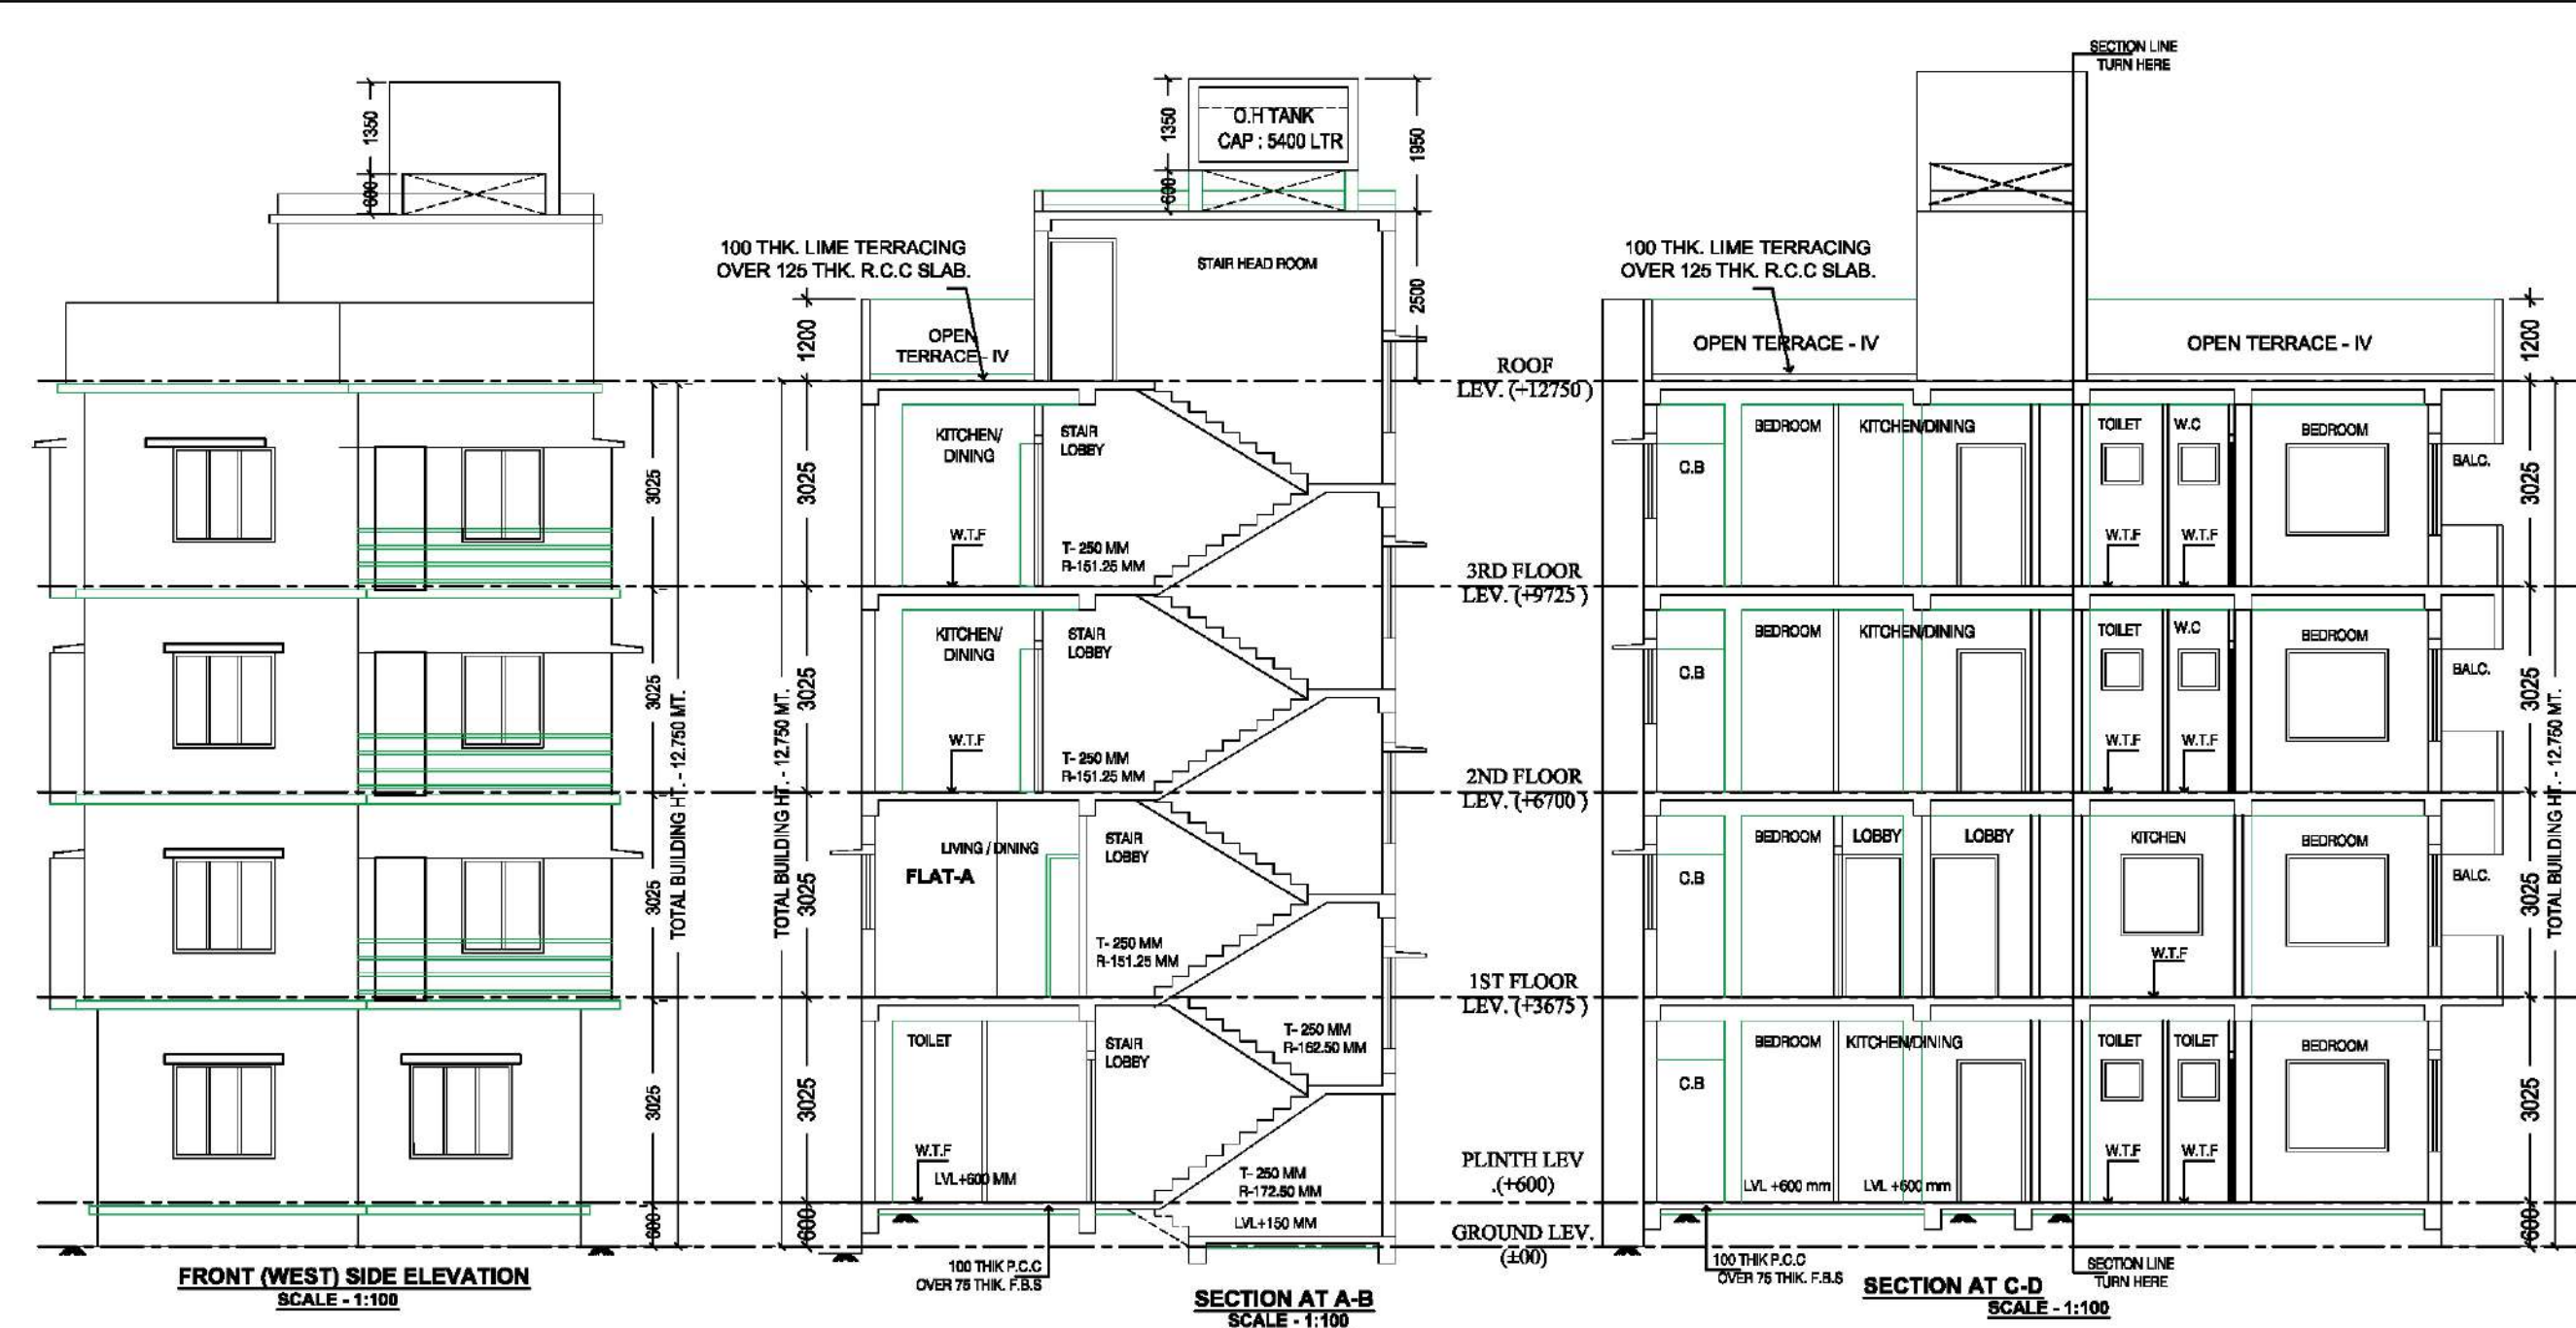 1350
600
3025
3025
3025
3025
600
TOTAL BUILDING HT. - 12.750 MT.
FRONT (WEST) SIDE ELEVATION
SCALE - 1:100
100 THK. LIME TERRACING
OVER 125 THK. R.C.C SLAB.
1350
600
O.H TANK
CAP : 5400 LTR
1950
2500
STAIR HEAD ROOM
1200
OPEN
TERRACE - IV
3025
3025
3025
3025
600
TOTAL BUILDING HT. - 12.750 MT.
KITCHEN/
DINING
STAIR
LOBBY
W.T.F
T- 250 MM
R-151.25 MM
KITCHEN/
DINING
STAIR
LOBBY
W.T.F
T- 250 MM
R-151.25 MM
LIVING / DINING
FLAT-A
STAIR
LOBBY
T- 250 MM
R-151.25 MM
TOILET
STAIR
LOBBY
T- 250 MM
R-162.50 MM
W.T.F
LVL+600 MM
T- 250 MM
R-172.50 MM
LVL+150 MM
100 THIK P.C.C
OVER 75 THIK. F.B.S
SECTION AT A-B
SCALE - 1:100
ROOF
LEV. (+12750 )
3RD FLOOR
LEV. (+9725 )
2ND FLOOR
LEV. (+6700 )
1ST FLOOR
LEV. (+3675 )
PLINTH LEV
.(+600)
GROUND LEV.
(±00)
SECTION LINE
TURN HERE
100 THK. LIME TERRACING
OVER 125 THK. R.C.C SLAB.
OPEN TERRACE - IV
OPEN TERRACE - IV
1200
C.B
BEDROOM
KITCHEN/DINING
TOILET
W.C
BEDROOM
BALC.
W.T.F
W.T.F
3025
C.B
BEDROOM
KITCHEN/DINING
TOILET
W.C
BEDROOM
BALC.
W.T.F
W.T.F
3025
C.B
BEDROOM
LOBBY
LOBBY
KITCHEN
BEDROOM
BALC.
W.T.F
3025
C.B
BEDROOM
KITCHEN/DINING
TOILET
TOILET
BEDROOM
W.T.F
W.T.F
LVL +600 mm
LVL +600 mm
3025
600
TOTAL BUILDING HT. - 12.750 MT.
100 THIK P.C.C
OVER 75 THIK. F.B.S
SECTION AT C-D
SCALE - 1:100
SECTION LINE
TURN HERE